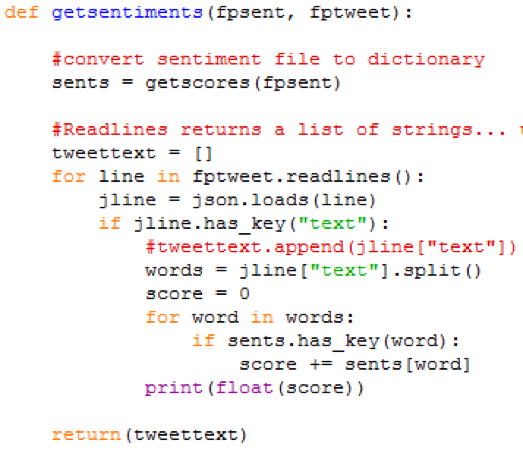 def getsentiments(fpsent, fptweet):
#convert sentiment file to dictionary
sents = getscores(fpsent)
#Readlines returns a list of strings...
tweettext = []
for line in fptweet.readlines():
jline = json.loads(line)
if jline.has_key("text"):
#tweettext.append(jline["text"])
words = jline["text"].split()
score = 0
for word in words:
if sents.has_key(word):
score += sents[word]
print(float(score))
return(tweettext)